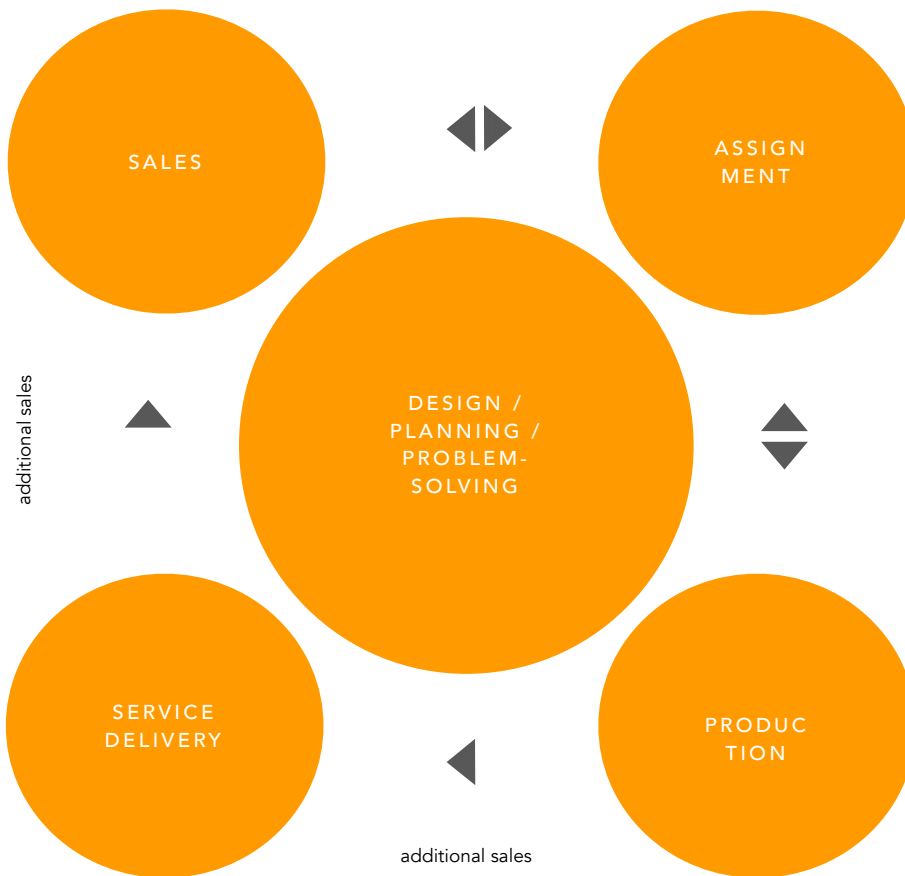 SALES
ASSIGN
MENT
DESIGN /
PLANNING /
PROBLEM-
SOLVING
additional sales
SERVICE
DELIVERY
PRODUC
TION
additional sales